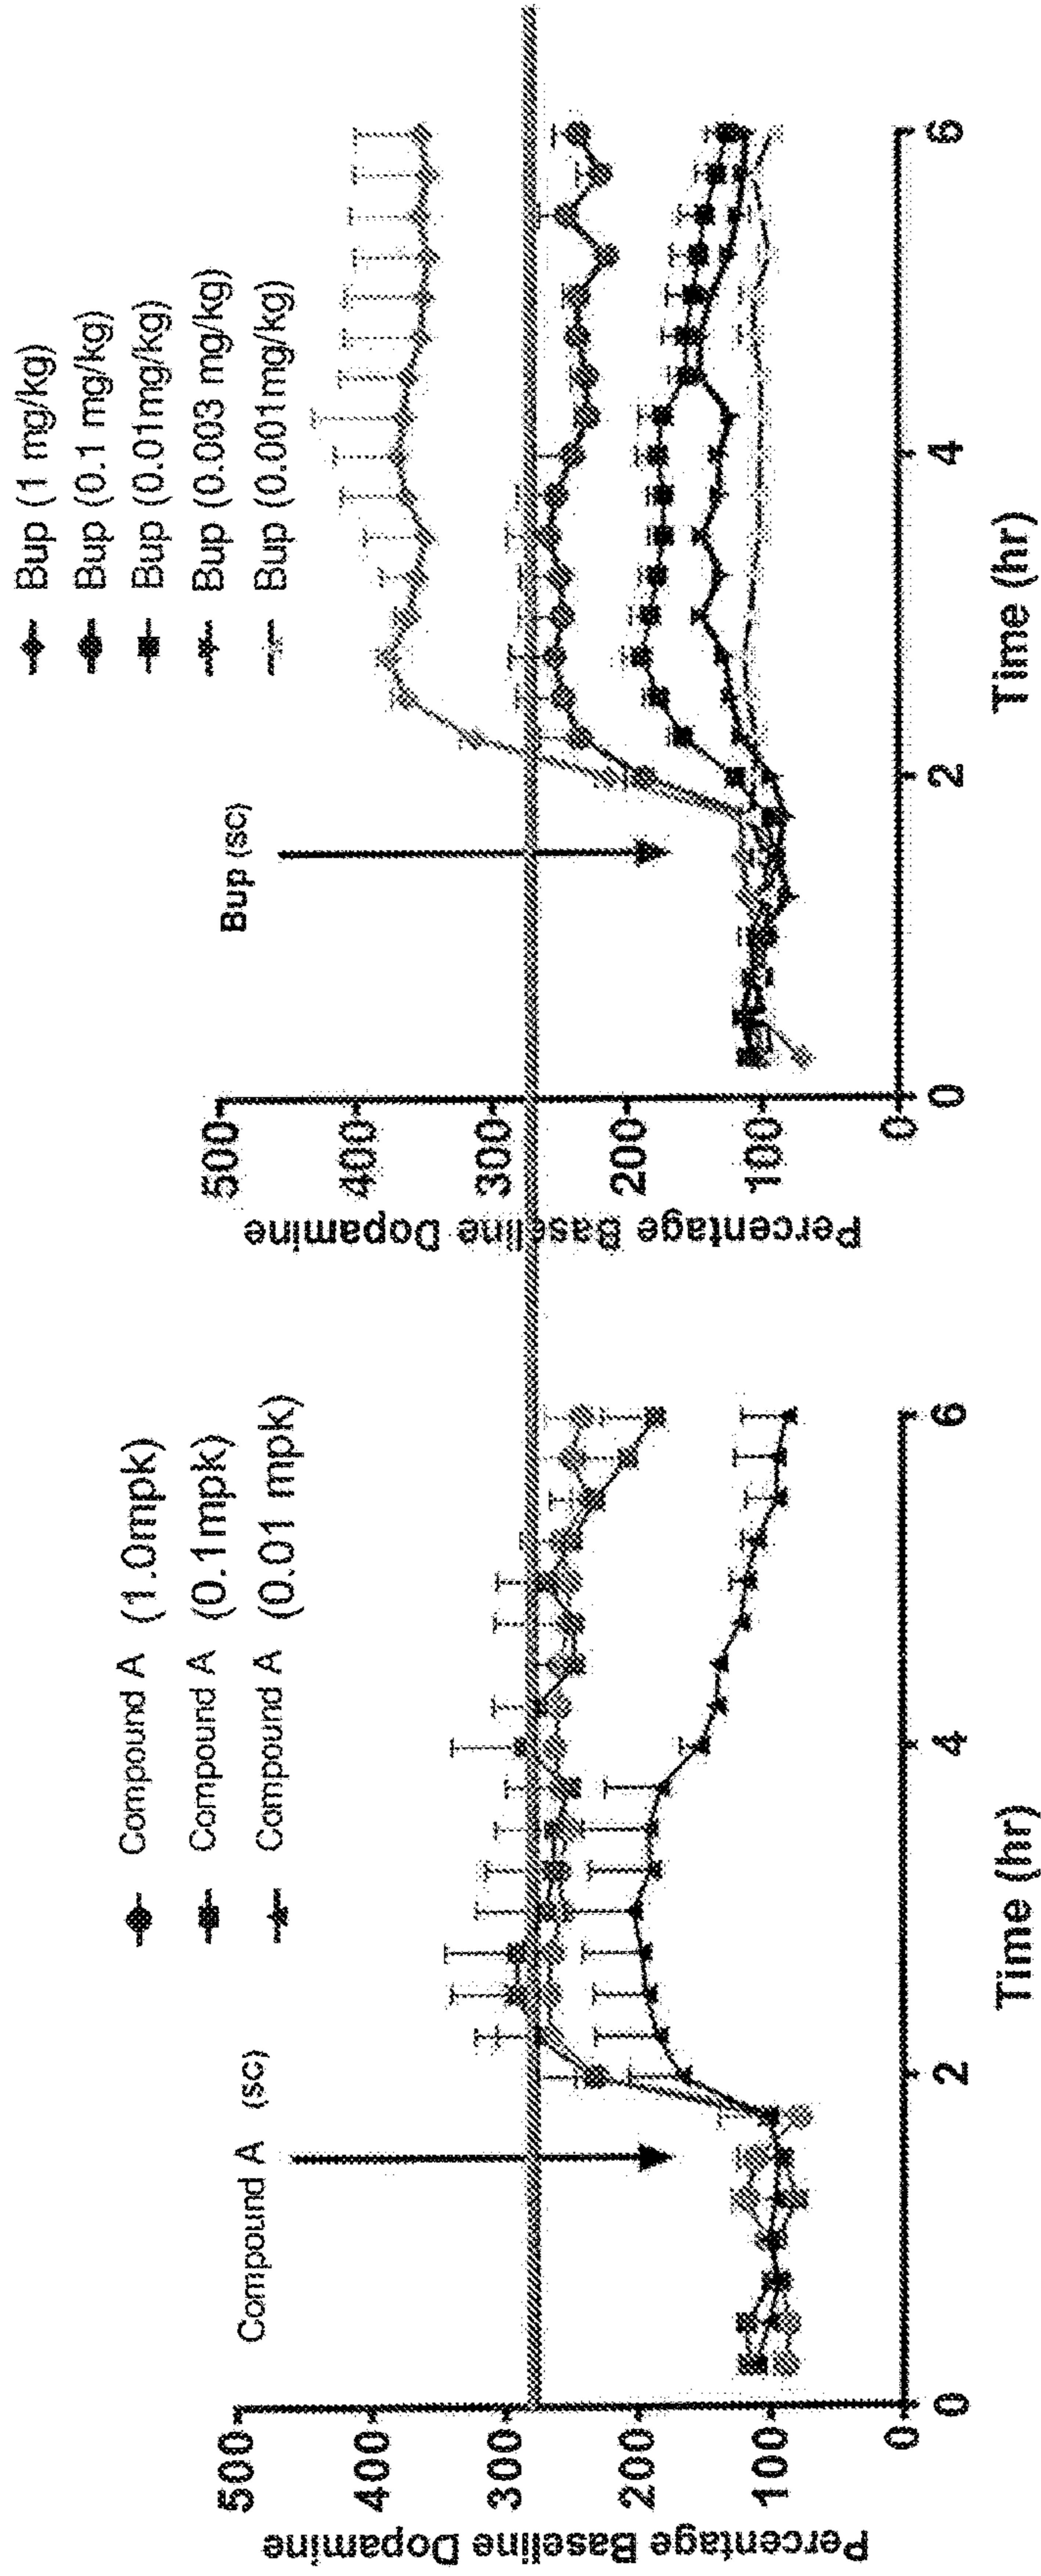 Compound A (1.0mpk)
Compound A (0.1mpk)
Compound A (0.01 mpk)
Compound A (sc)
Percentage Baseline Dopamine
500
400
300
200
100
0
0
2
4
6
Time (hr)
Bup (1 mg/kg)
Bup (0.1 mg/kg)
Bup (0.01mg/kg)
Bup (0.003 mg/kg)
Bup (0.001mg/kg)
Bup (sc)
Percentage Baseline Dopamine
500
400
300
200
100
0
0
2
4
6
Time (hr)